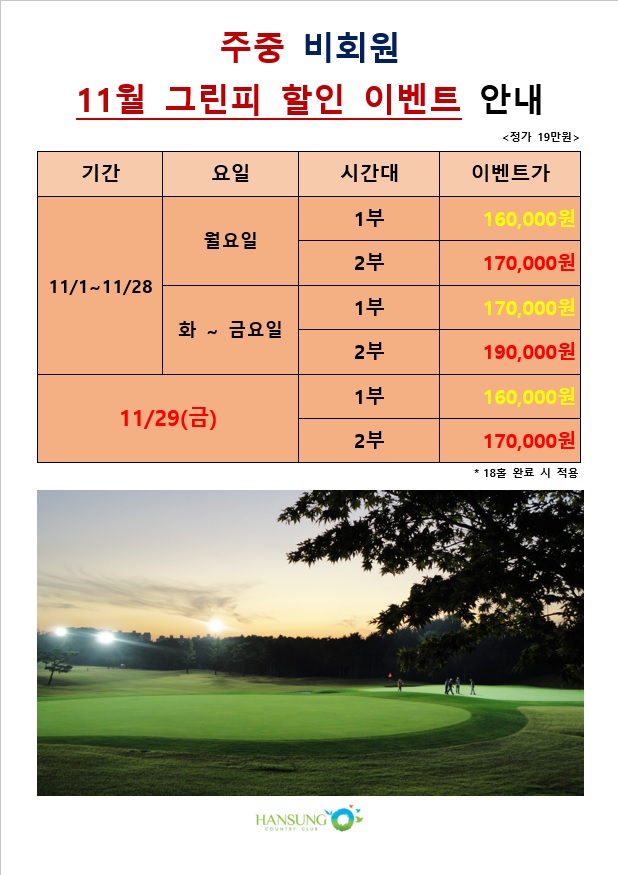 주중 비회원
11월 그린피 할인 이벤트 안내
<정가 19만원>
기간 요일 시간대 이벤트가
11/1~11/28 월요일 1부 160,000원
2부 170,000원
화 ~ 금요일 1부 170,000원
2부 190,000원
11/29(금) 1부 160,000원
2부 170,000원
* 18홀 완료 시 적용
HANSUNG
COUNTRY CLUB